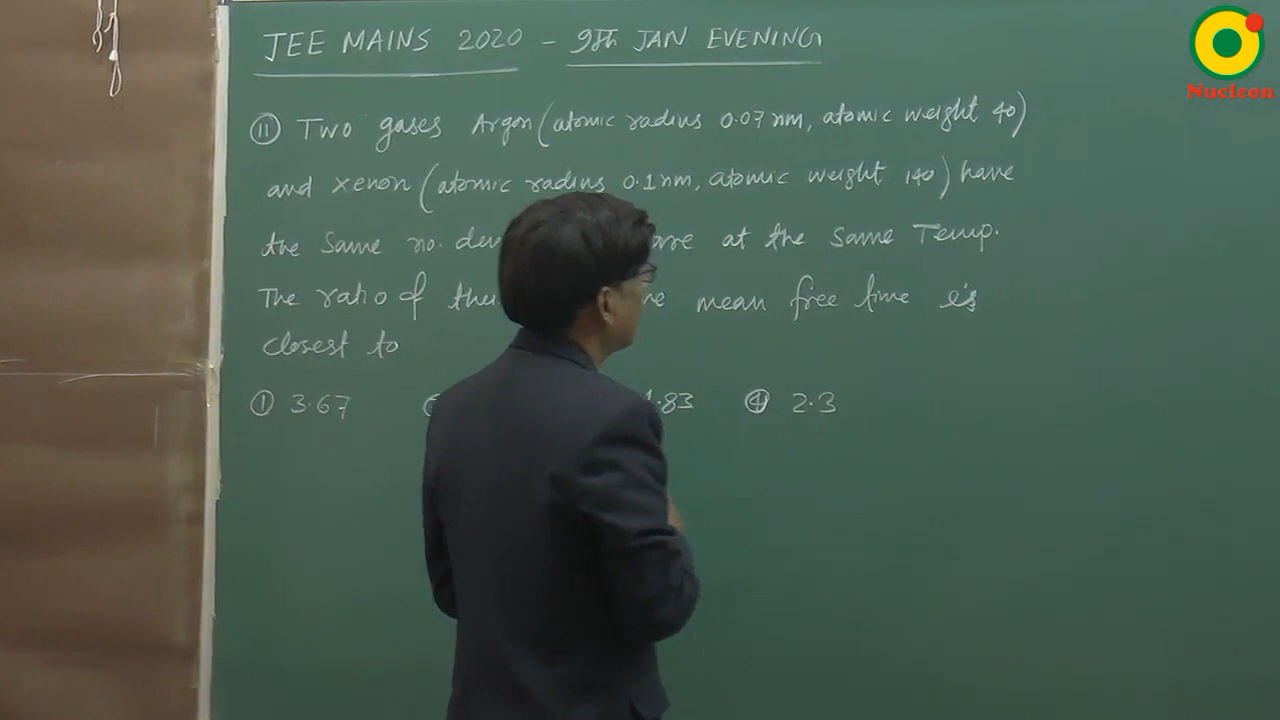 JEE MAINS 2020 - 9th JAN EVENING
Nucleon
⑪ Two gases Argon (atomic radius 0.07 nm, atomic weight 40)
and xenon (atomic radius 0.1 nm, atomic weight 140) have
the same no. at the same Temp.
The ratio of mean free time is
closest to
① 3.67 .83 ④ 2.3